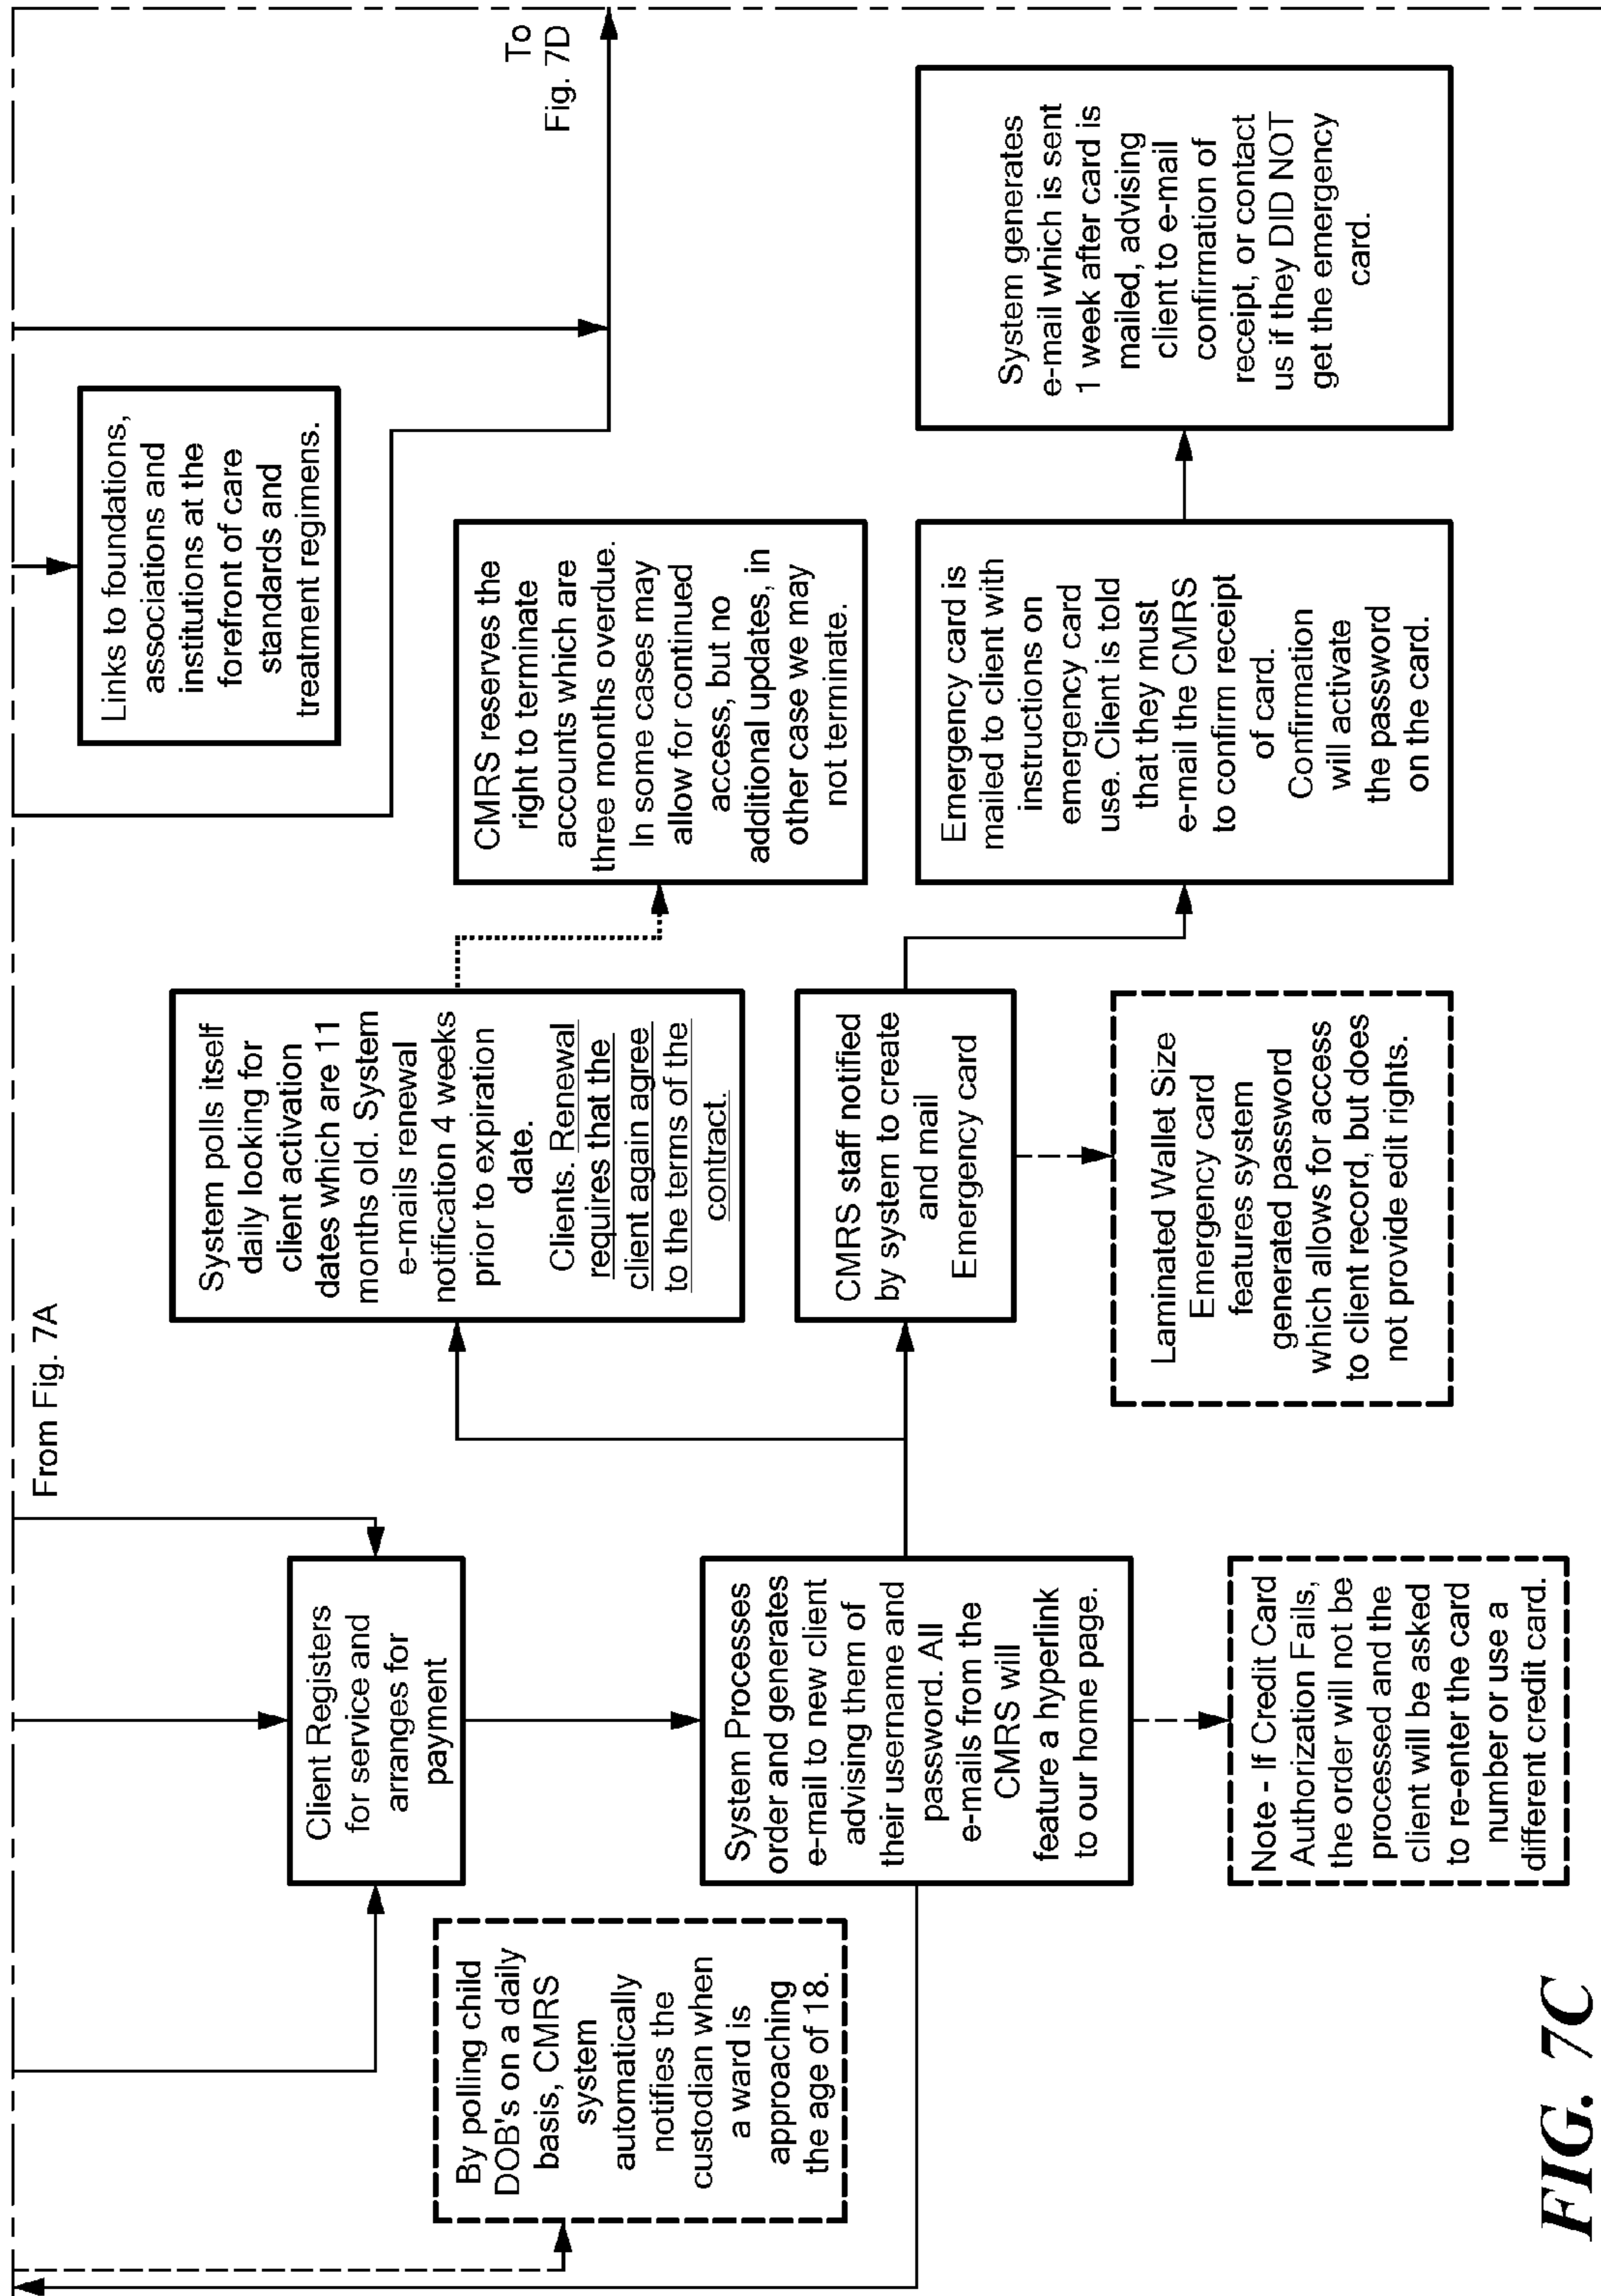 From Fig. 7A
To
Fig. 7D
Links to foundations,
associations and
institutions at the
forefront of care
standards and
treatment regimens.
Client Registers
for service and
arranges for
payment
System polls itself
daily looking for
client activation
dates which are 11
months old. System
e-mails renewal
notification 4 weeks
prior to expiration
date.
Clients. Renewal
requires that the
client again agree
to the terms of the
contract.
CMRS reserves the
right to terminate
accounts which are
three months overdue.
In some cases may
allow for continued
access, but no
additional updates, in
other case we may
not terminate.
By polling child
DOB's on a daily
basis, CMRS
system
automatically
notifies the
custodian when
a ward is
approaching
the age of 18.
System Processes
order and generates
e-mail to new client
advising them of
their username and
password. All
e-mails from the
CMRS will
feature a hyperlink
to our home page.
CMRS staff notified
by system to create
and mail
Emergency card
Emergency card is
mailed to client with
instructions on
emergency card
use. Client is told
that they must
e-mail the CMRS
to confirm receipt
of card.
Confirmation
will activate
the password
on the card.
System generates
e-mail which is sent
1 week after card is
mailed, advising
client to e-mail
confirmation of
receipt, or contact
us if they DID NOT
get the emergency
card.
Laminated Wallet Size
Emergency card
features system
generated password
which allows for access
to client record, but does
not provide edit rights.
Note - If Credit Card
Authorization Fails,
the order will not be
processed and the
client will be asked
to re-enter the card
number or use a
different credit card.
FIG. 7C